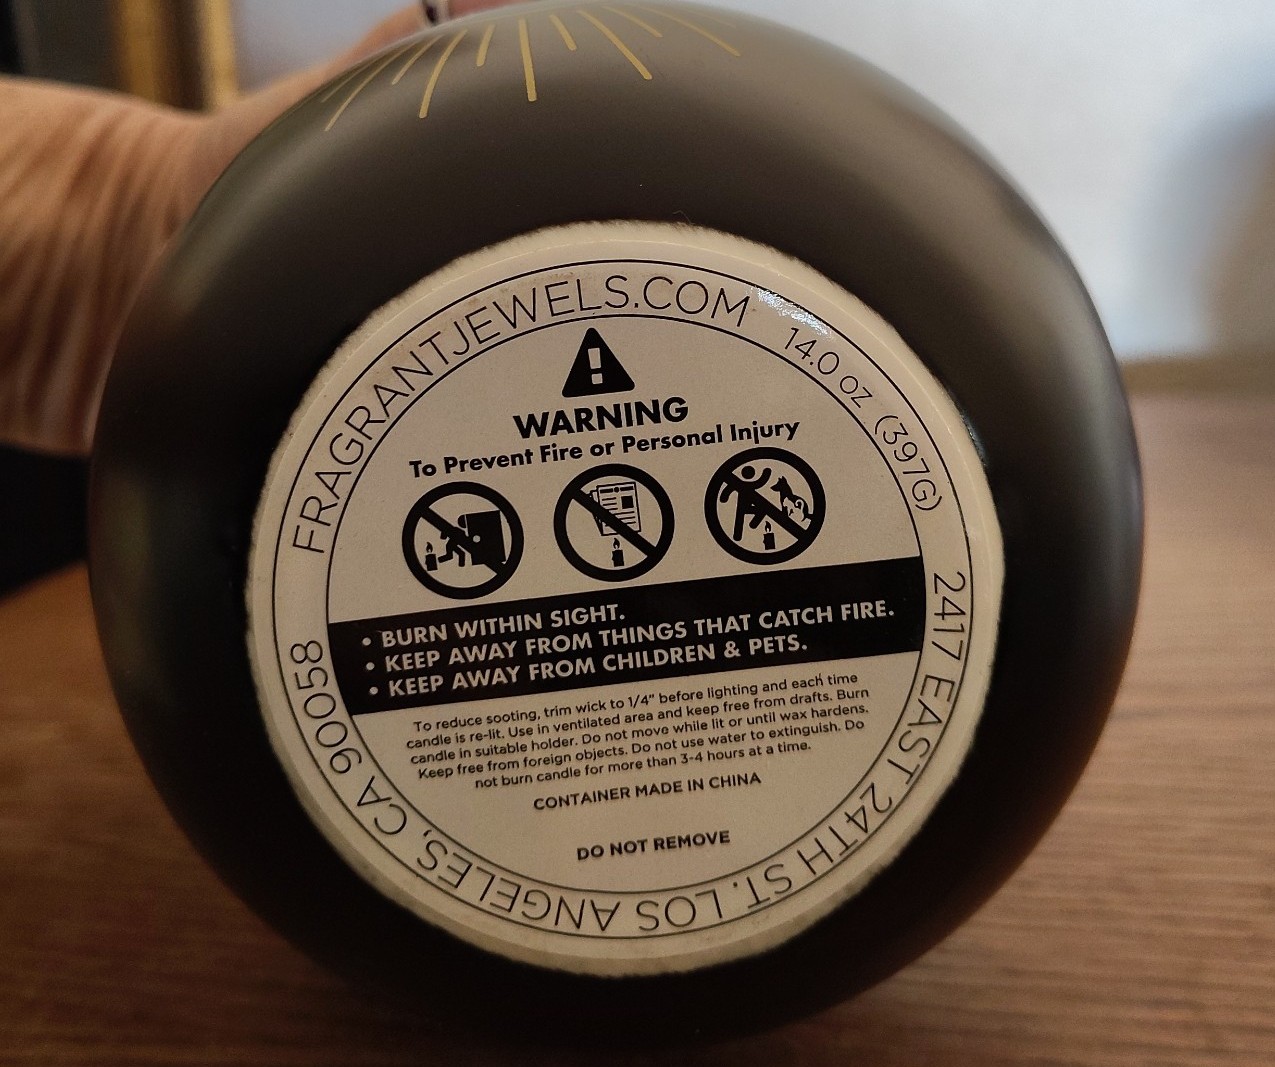 FRAGRANTJEWELS.COM
14.0 oz (397G)
2417 EAST 24TH ST. LOS ANGELES, CA 90058
WARNING
To Prevent Fire or Personal Injury
• BURN WITHIN SIGHT.
• KEEP AWAY FROM THINGS THAT CATCH FIRE.
• KEEP AWAY FROM CHILDREN & PETS.
To reduce sooting, trim wick to 1/4" before lighting and each time
candle is re-lit. Use in ventilated area and keep free from drafts. Burn
candle in suitable holder. Do not move while lit or until wax hardens.
Keep free from foreign objects. Do not use water to extinguish. Do
not burn candle for more than 3-4 hours at a time.
CONTAINER MADE IN CHINA
DO NOT REMOVE